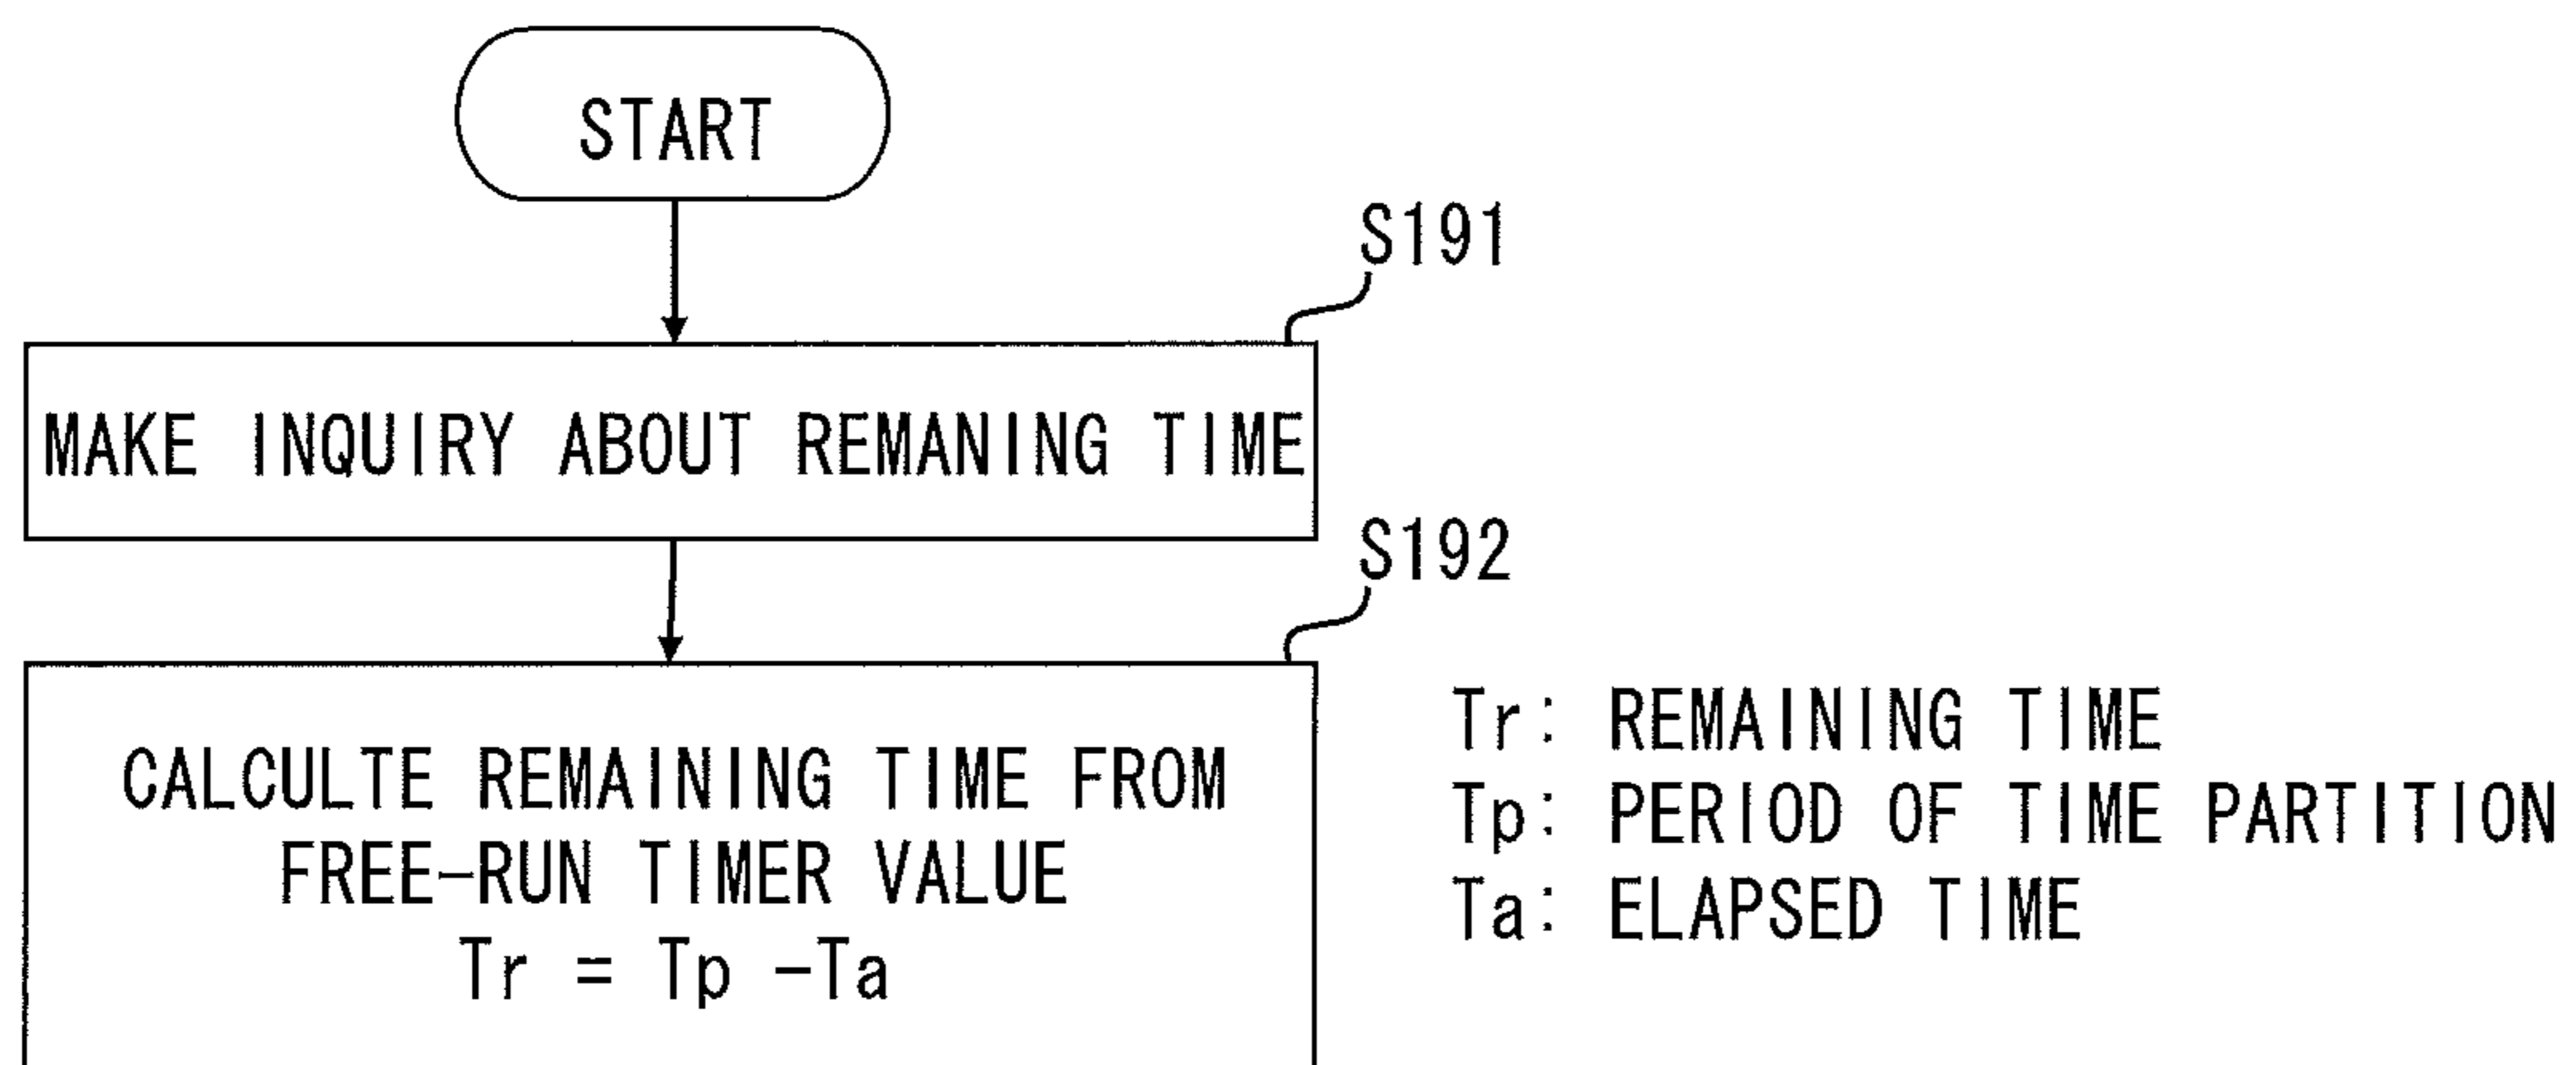 START
S191
MAKE INQUIRY ABOUT REMANING TIME
S192
CALCULTE REMAINING TIME FROM
FREE-RUN TIMER VALUE
Tr = Tp -Ta
Tr: REMAINING TIME
Tp: PERIOD OF TIME PARTITION
Ta: ELAPSED TIME